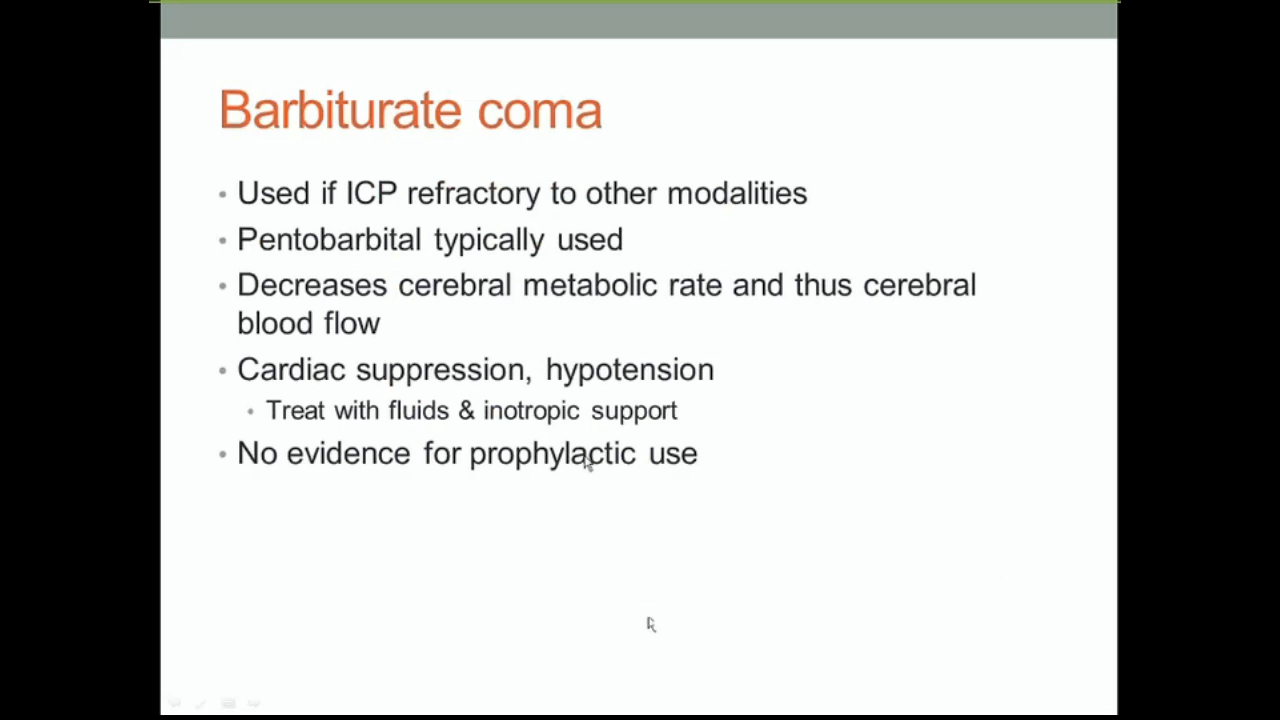 Barbiturate coma
• Used if ICP refractory to other modalities
• Pentobarbital typically used
• Decreases cerebral metabolic rate and thus cerebral
blood flow
• Cardiac suppression, hypotension
• Treat with fluids & inotropic support
• No evidence for prophylactic use